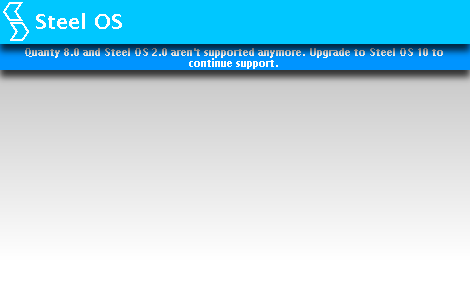 Steel OS
Quanty 8.0 and Steel OS 2.0 aren't supported anymore. Upgrade to Steel OS 10 to
continue support.